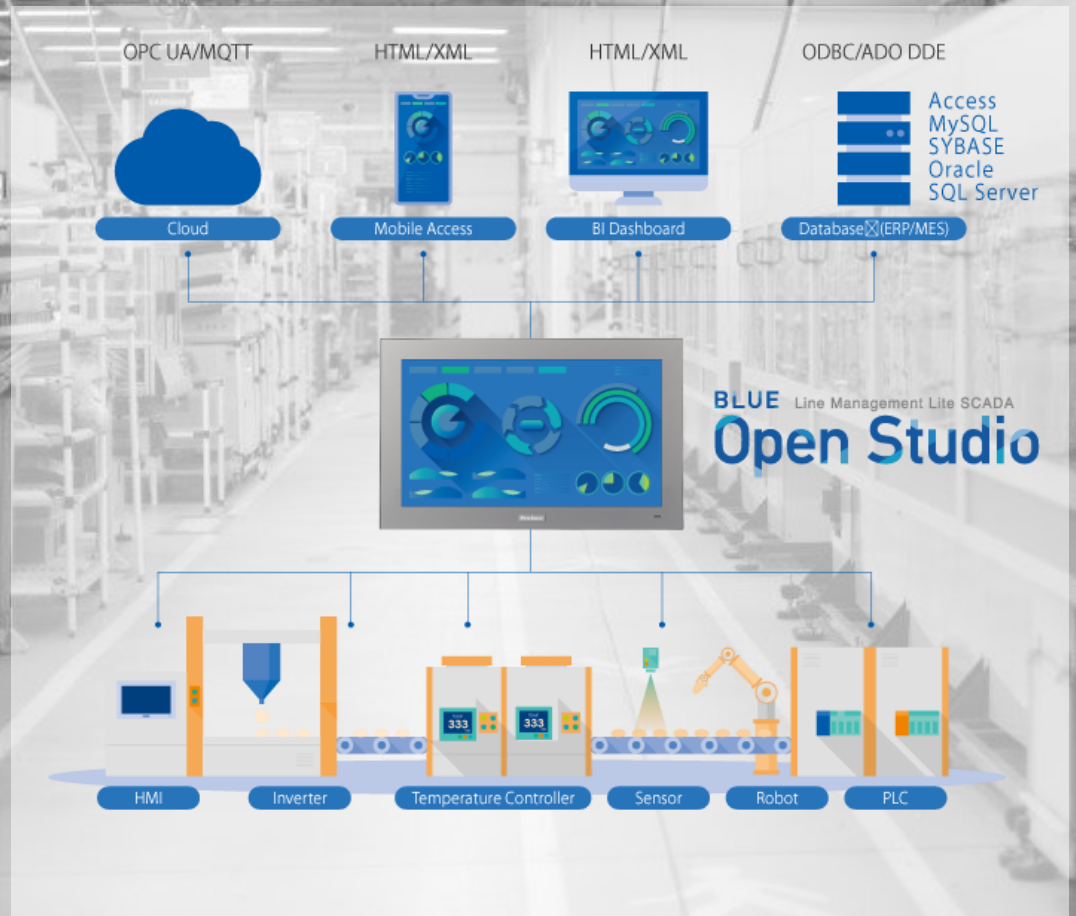 OPC UA/MQTT
HTML/XML
HTML/XML
ODBC/ADO DDE
Access
MySQL
SYBASE
Oracle
SQL Server
Cloud
Mobile Access
BI Dashboard
Database☒(ERP/MES)
BLUE Line Management Lite SCADA
Open Studio
333
333
HMI
Inverter
Temperature Controller
Sensor
Robot
PLC